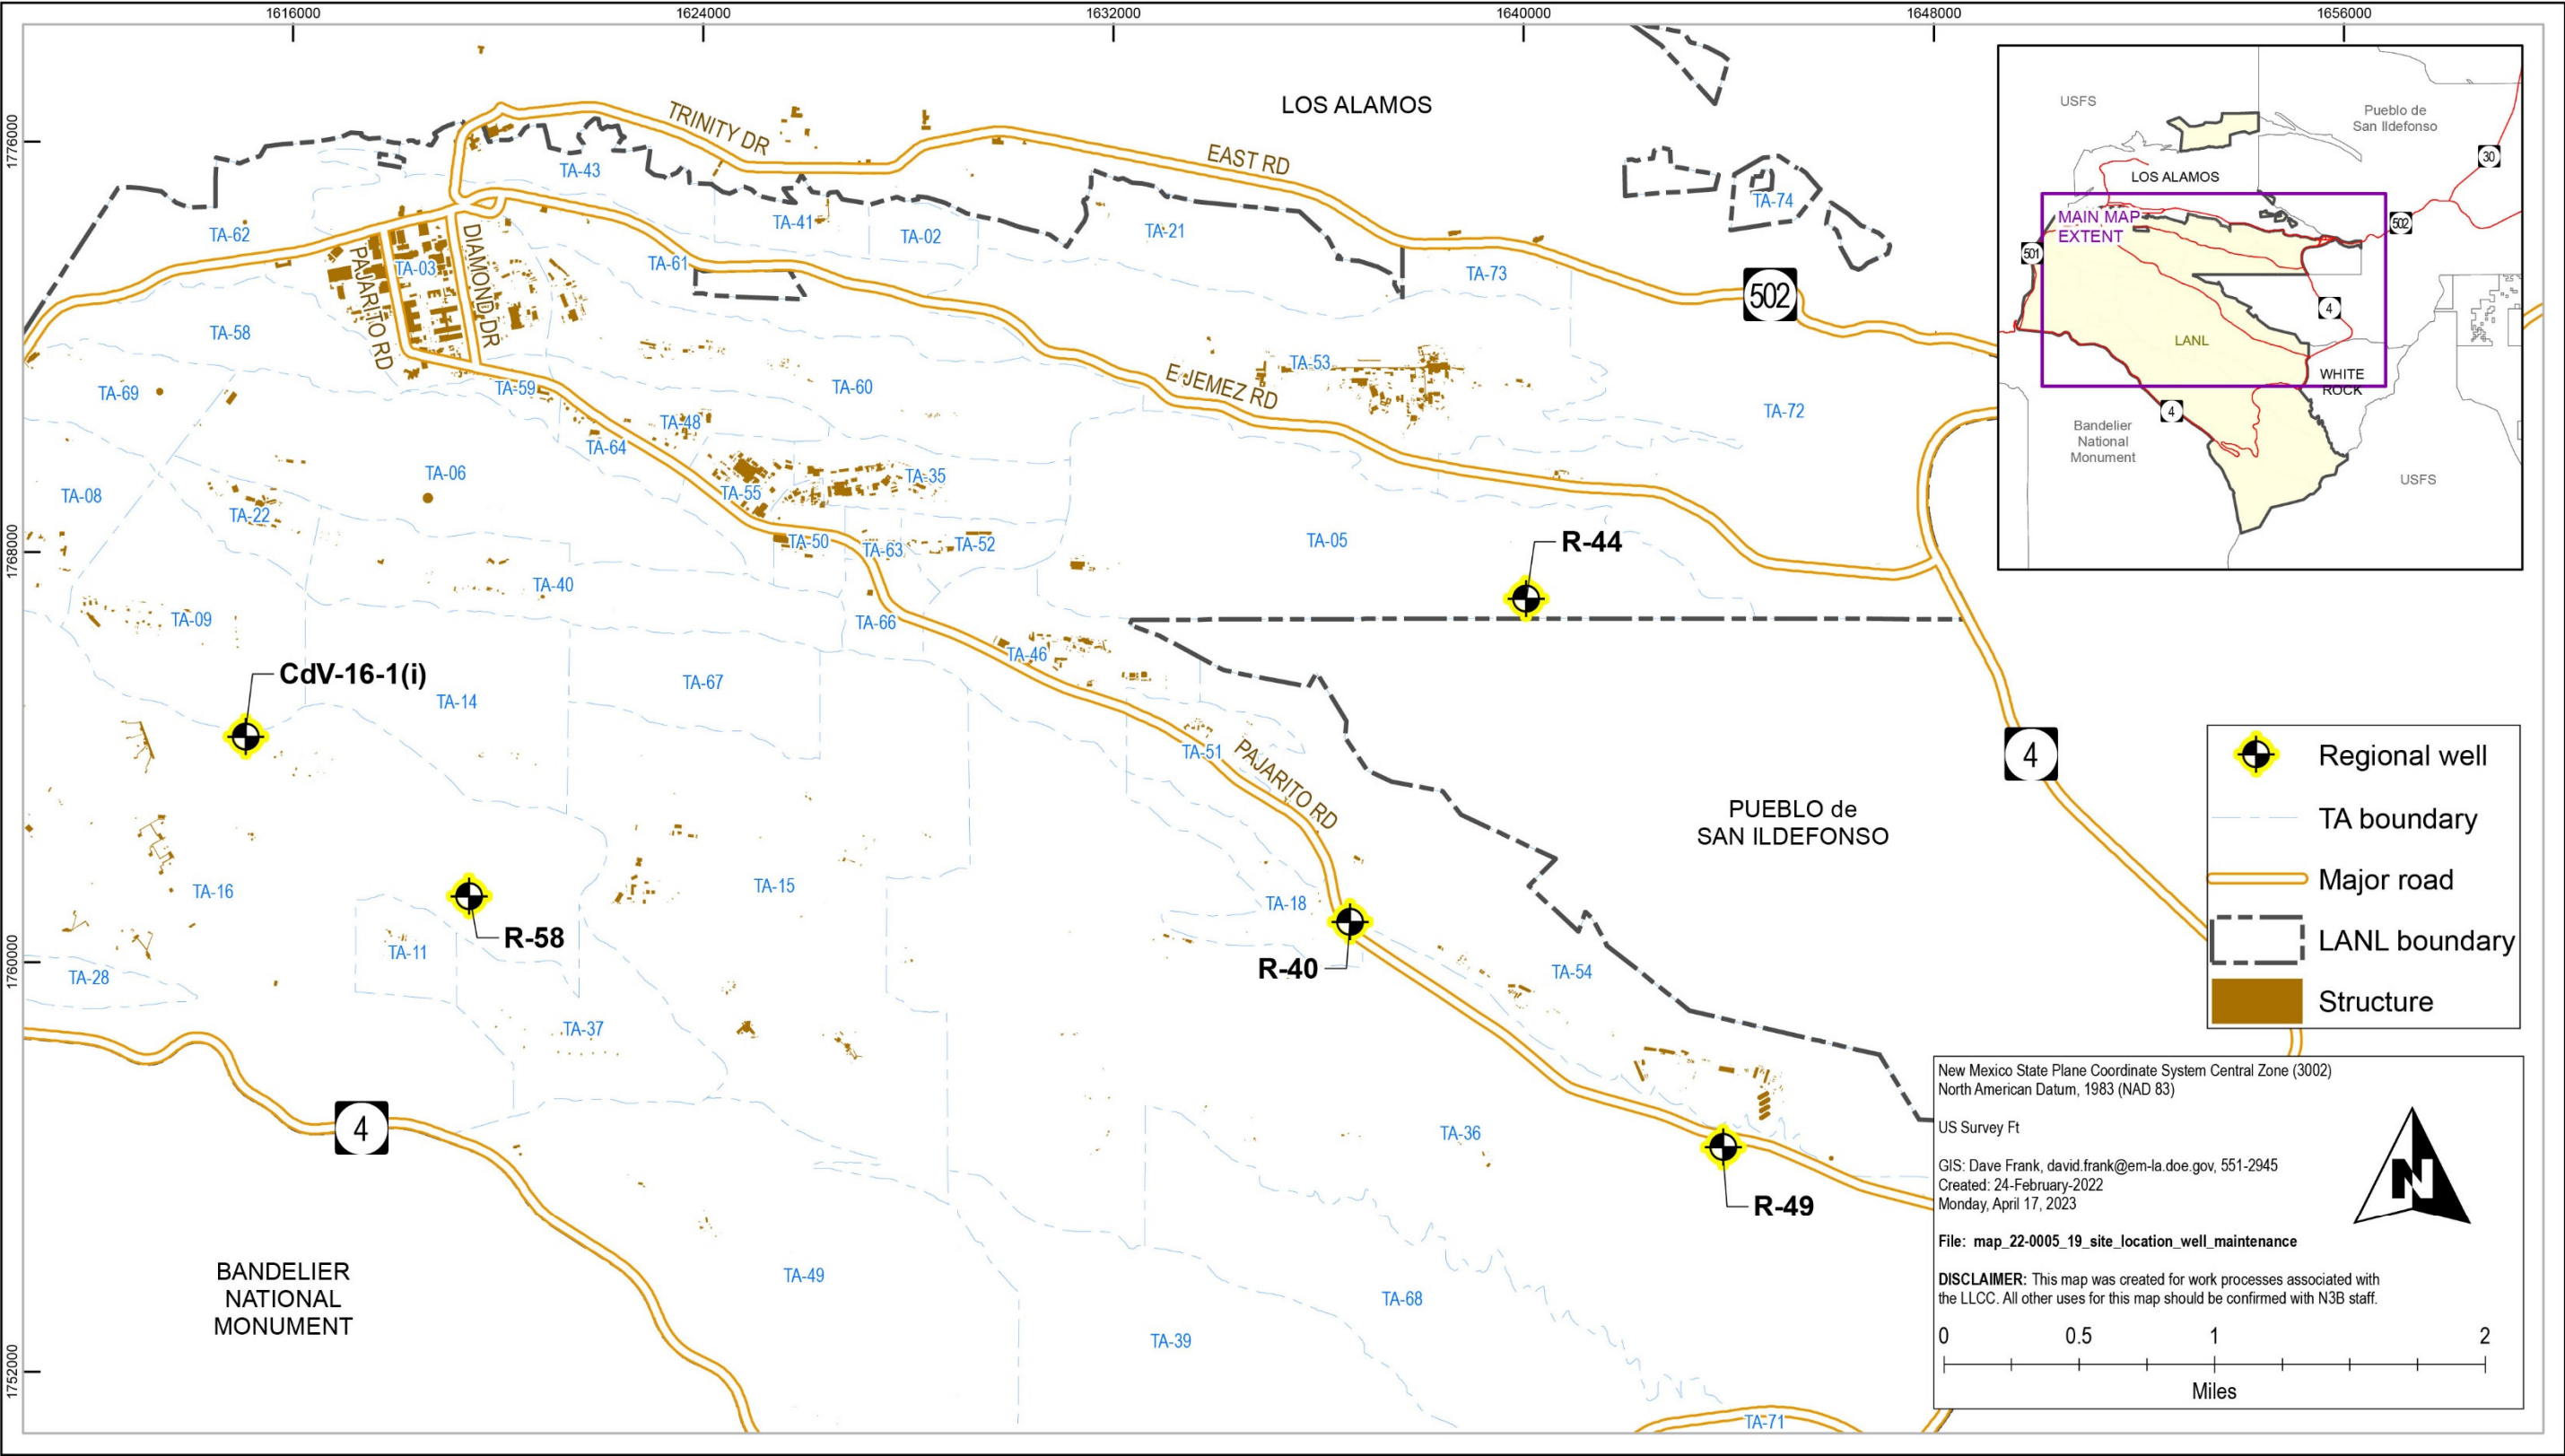 1616000
1624000
1632000
1640000
1648000
1656000
1776000
1768000
1760000
1752000
LOS ALAMOS
TRINITY DR
EAST RD
TA-43
TA-74
TA-62
TA-41
TA-02
TA-21
TA-61
TA-03
PAJARITO RD
DIAMOND DR
TA-73
502
TA-58
TA-69
TA-59
TA-60
E JEMEZ RD
TA-53
TA-72
TA-48
TA-64
TA-06
TA-08
TA-22
TA-55
TA-35
TA-50
TA-63
TA-52
TA-05
R-44
TA-40
TA-09
TA-66
TA-46
CdV-16-1(i)
TA-14
TA-67
TA-51
PAJARITO RD
4
PUEBLO de
SAN ILDEFONSO
TA-16
TA-15
TA-18
R-58
TA-11
R-40
TA-54
TA-28
TA-37
4
TA-36
R-49
TA-49
TA-68
TA-39
TA-71
BANDELIER
NATIONAL
MONUMENT
USFS
Pueblo de
San Ildefonso
30
LOS ALAMOS
MAIN MAP
EXTENT
502
501
4
LANL
WHITE
ROCK
4
Bandelier
National
Monument
USFS
Regional well
TA boundary
Major road
LANL boundary
Structure
New Mexico State Plane Coordinate System Central Zone (3002)
North American Datum, 1983 (NAD 83)
US Survey Ft
GIS: Dave Frank, david.frank@em-la.doe.gov, 551-2945
Created: 24-February-2022
Monday, April 17, 2023
N
File: map_22-0005_19_site_location_well_maintenance
DISCLAIMER: This map was created for work processes associated with
the LLCC. All other uses for this map should be confirmed with N3B staff.
0 0.5 1 2
Miles